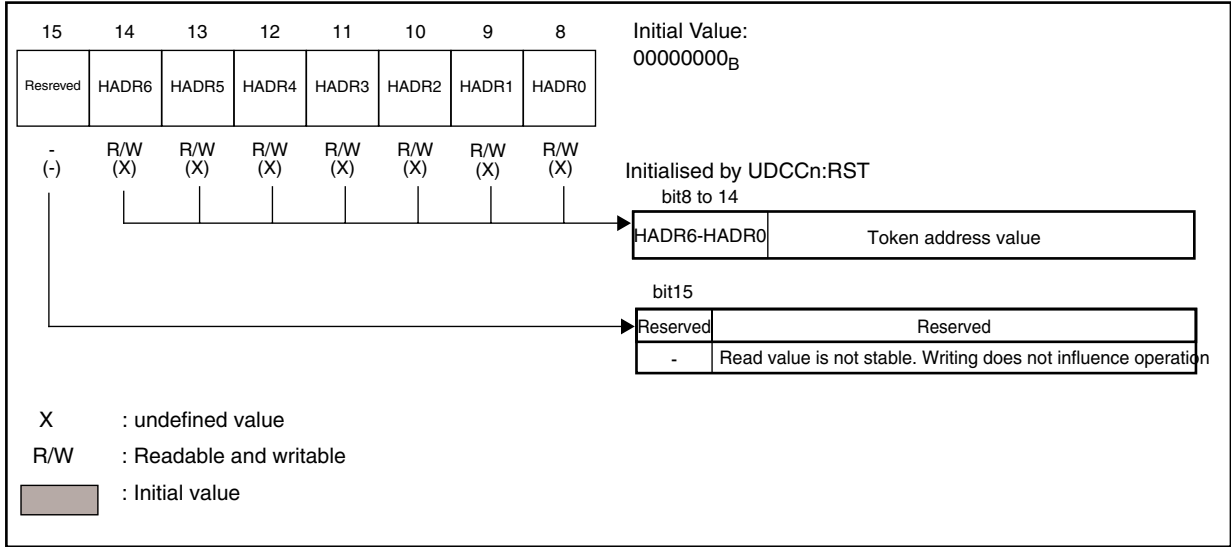 15 14 13 12 11 10 9 8
Initial Value:
00000000B
Resreved HADR6 HADR5 HADR4 HADR3 HADR2 HADR1 HADR0
- R/W R/W R/W R/W R/W R/W R/W
(-) (X) (X) (X) (X) (X) (X) (X)
Initialised by UDCCn:RST
bit8 to 14
HADR6-HADR0 Token address value
bit15
Reserved Reserved
- Read value is not stable. Writing does not influence operation
X : undefined value
R/W : Readable and writable
: Initial value